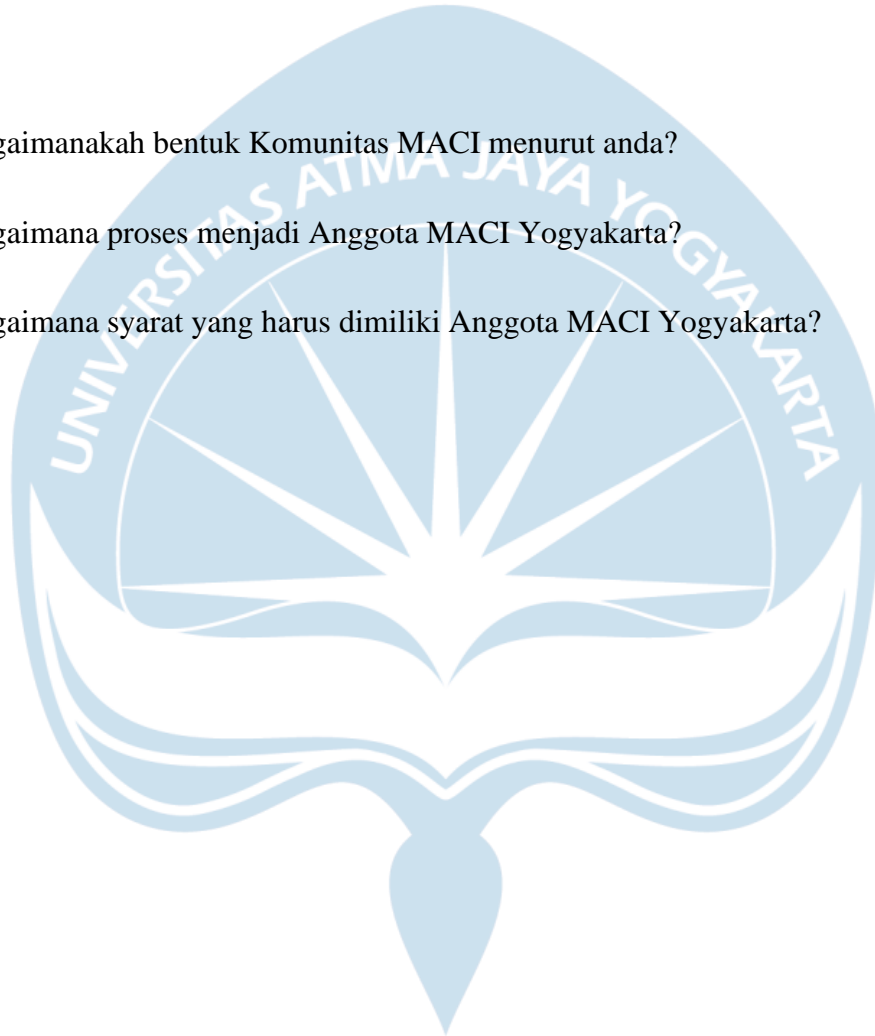 gaimanakah bentuk Komunitas MACI menurut anda?
gaimana proses menjadi Anggota MACI Yogyakarta?
gaimana syarat yang harus dimiliki Anggota MACI Yogyakarta?
UNIVERSITAS ATMA JAYA YOGYAKARTA